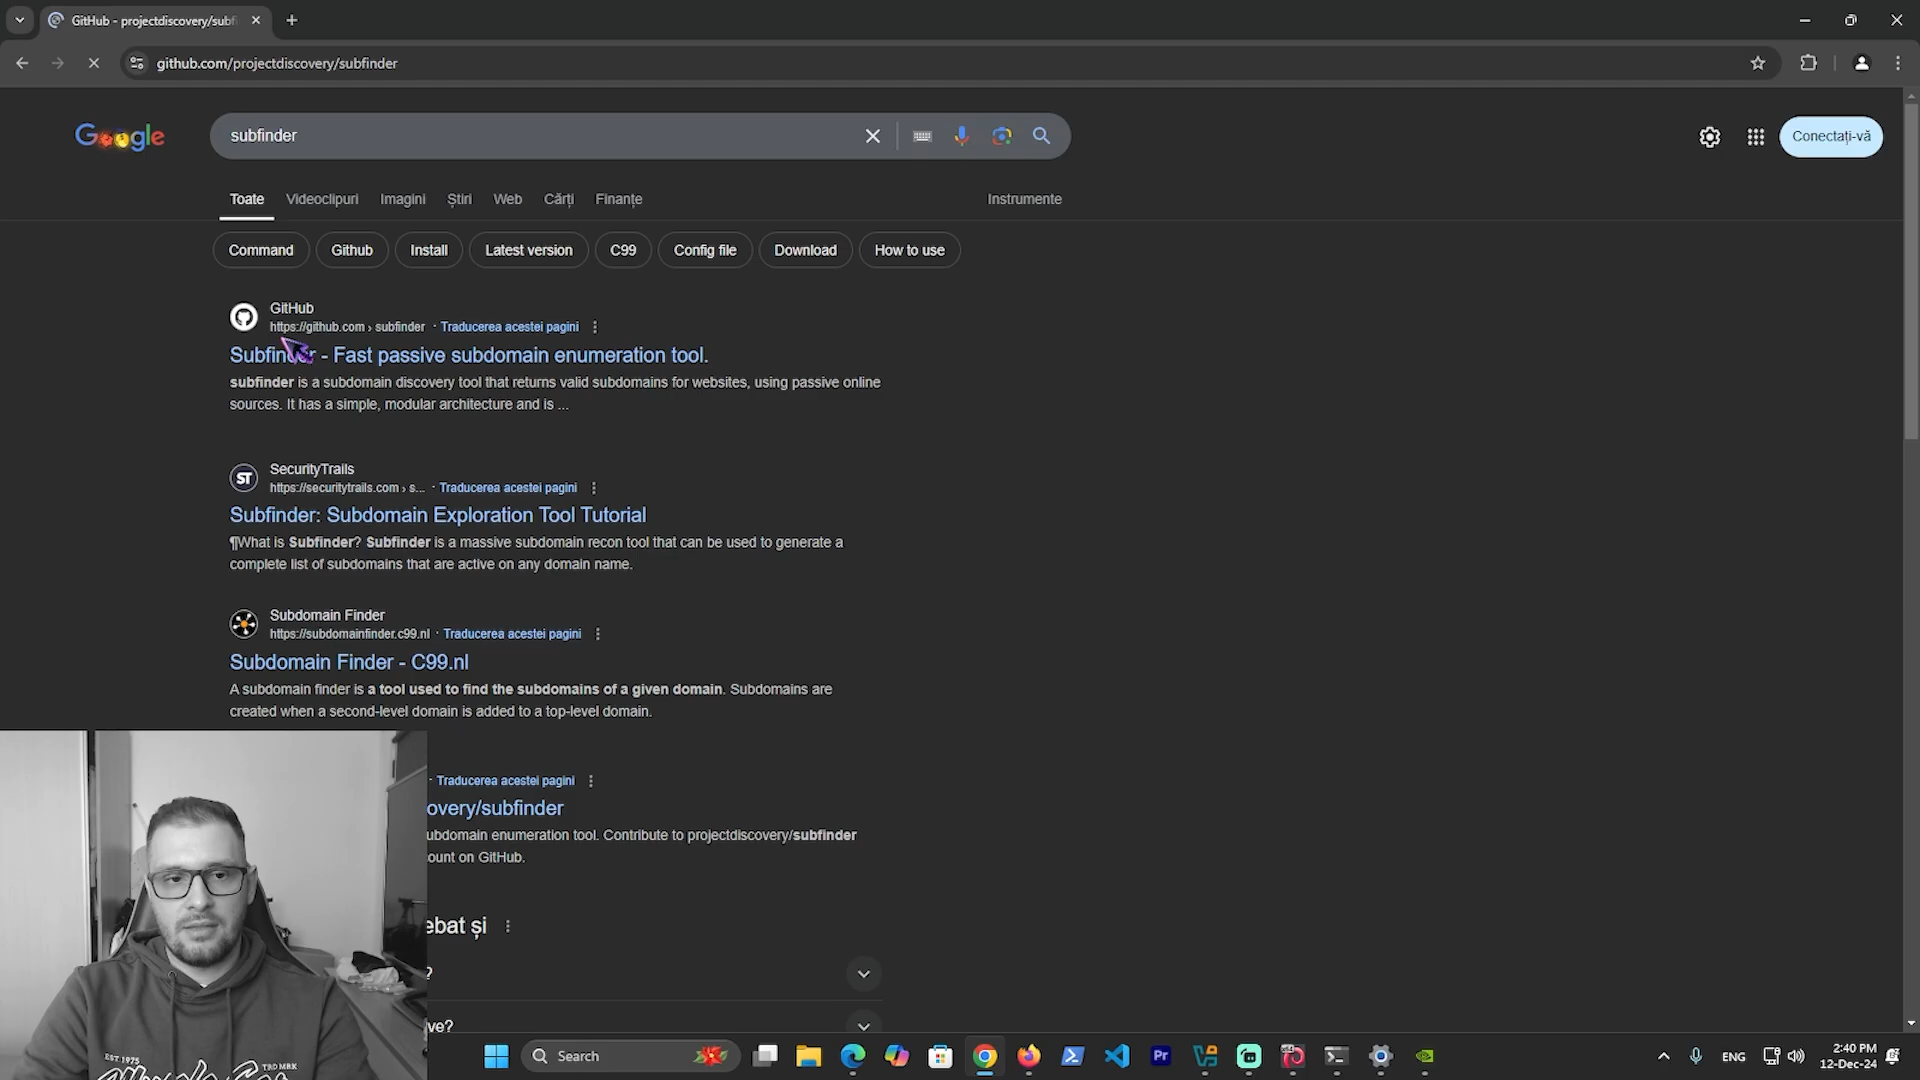 GitHub - projectdiscovery/subf
github.com/projectdiscovery/subfinder
Google
subfinder
Conectați-vă
Toate
Videoclipuri
Imagini
Știri
Web
Cărți
Finanțe
Instrumente
Command
Github
Install
Latest version
C99
Config file
Download
How to use
GitHub
https://github.com › subfinder · Traducerea acestei pagini
Subfinder - Fast passive subdomain enumeration tool.
subfinder is a subdomain discovery tool that returns valid subdomains for websites, using passive online
sources. It has a simple, modular architecture and is ...
ST
SecurityTrails
https://securitytrails.com › s... · Traducerea acestei pagini
Subfinder: Subdomain Exploration Tool Tutorial
¶What is Subfinder? Subfinder is a massive subdomain recon tool that can be used to generate a
complete list of subdomains that are active on any domain name.
Subdomain Finder
https://subdomainfinder.c99.nl · Traducerea acestei pagini
Subdomain Finder - C99.nl
A subdomain finder is a tool used to find the subdomains of a given domain. Subdomains are
created when a second-level domain is added to a top-level domain.
· Traducerea acestei pagini
overy/subfinder
ubdomain enumeration tool. Contribute to projectdiscovery/subfinder
ount on GitHub.
ebat și
?
ve?
EST.1975
TRD MRK
Search
Pr
ENG
2:40 PM
12-Dec-24